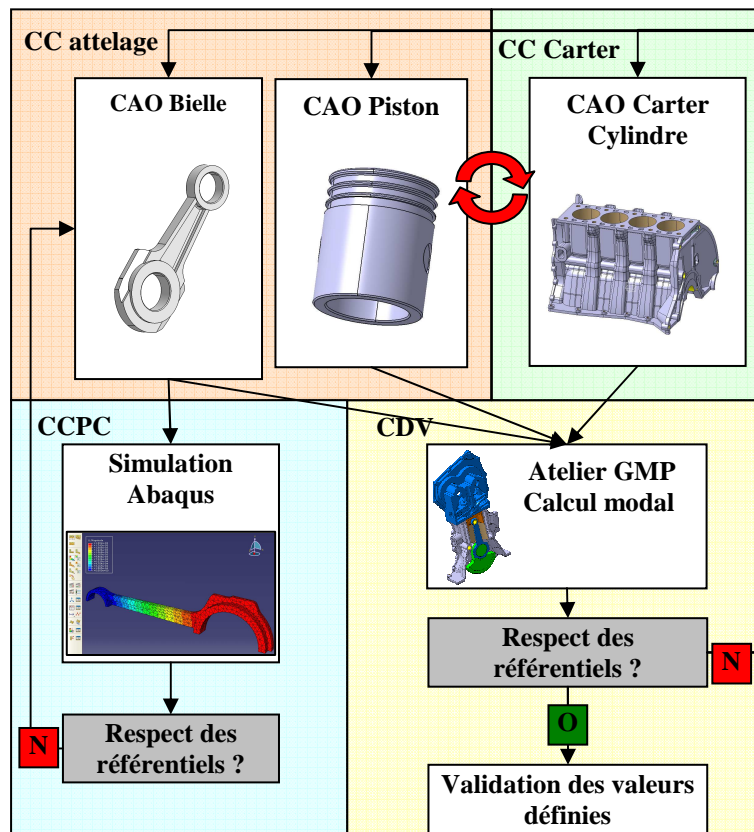 CC attelage
CC Carter
CAO Bielle
CAO Piston
CAO Carter
Cylindre
CCPC
CDV
Simulation
Abaqus
Atelier GMP
Calcul modal
Respect des
référentiels ?
N
O
N
Respect des
référentiels ?
Validation des valeurs
définies